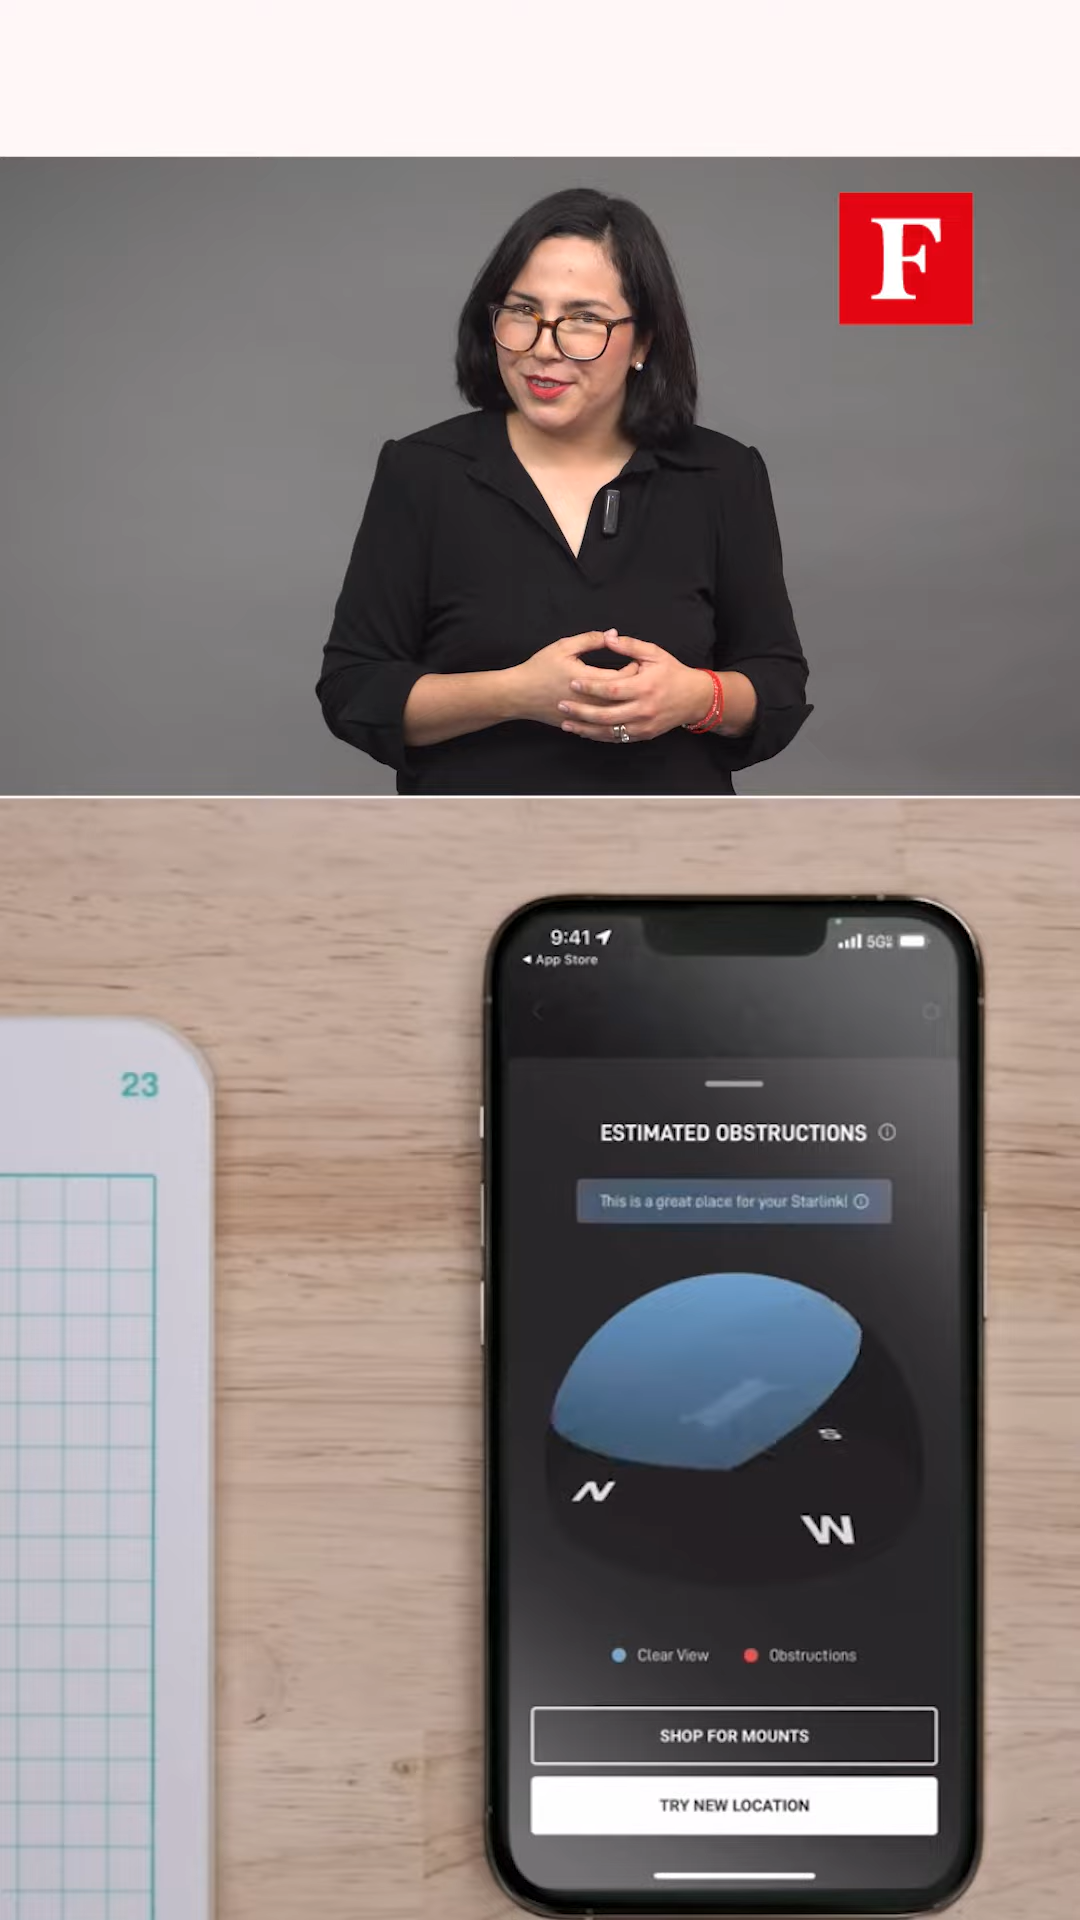 F
9:41
5G
◀ App Store
23
ESTIMATED OBSTRUCTIONS
This is a great place for your Starlink!
S
N
W
Clear View
Obstructions
SHOP FOR MOUNTS
TRY NEW LOCATION